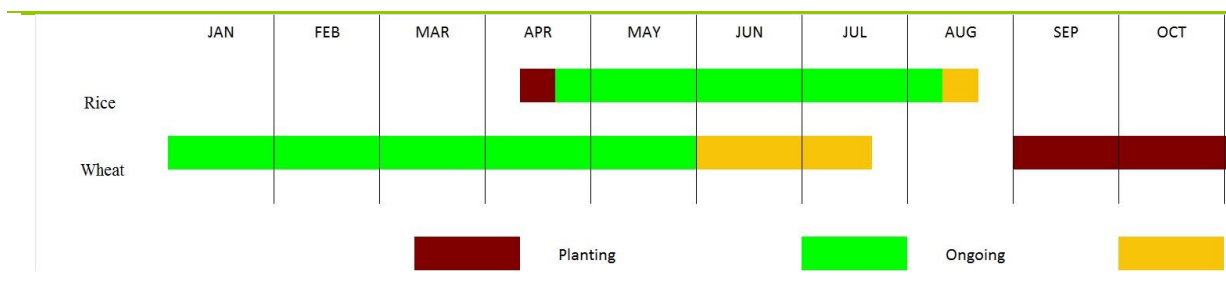 JAN FEB MAR APR MAY JUN JUL AUG SEP OCT
Rice
Wheat
Planting Ongoing